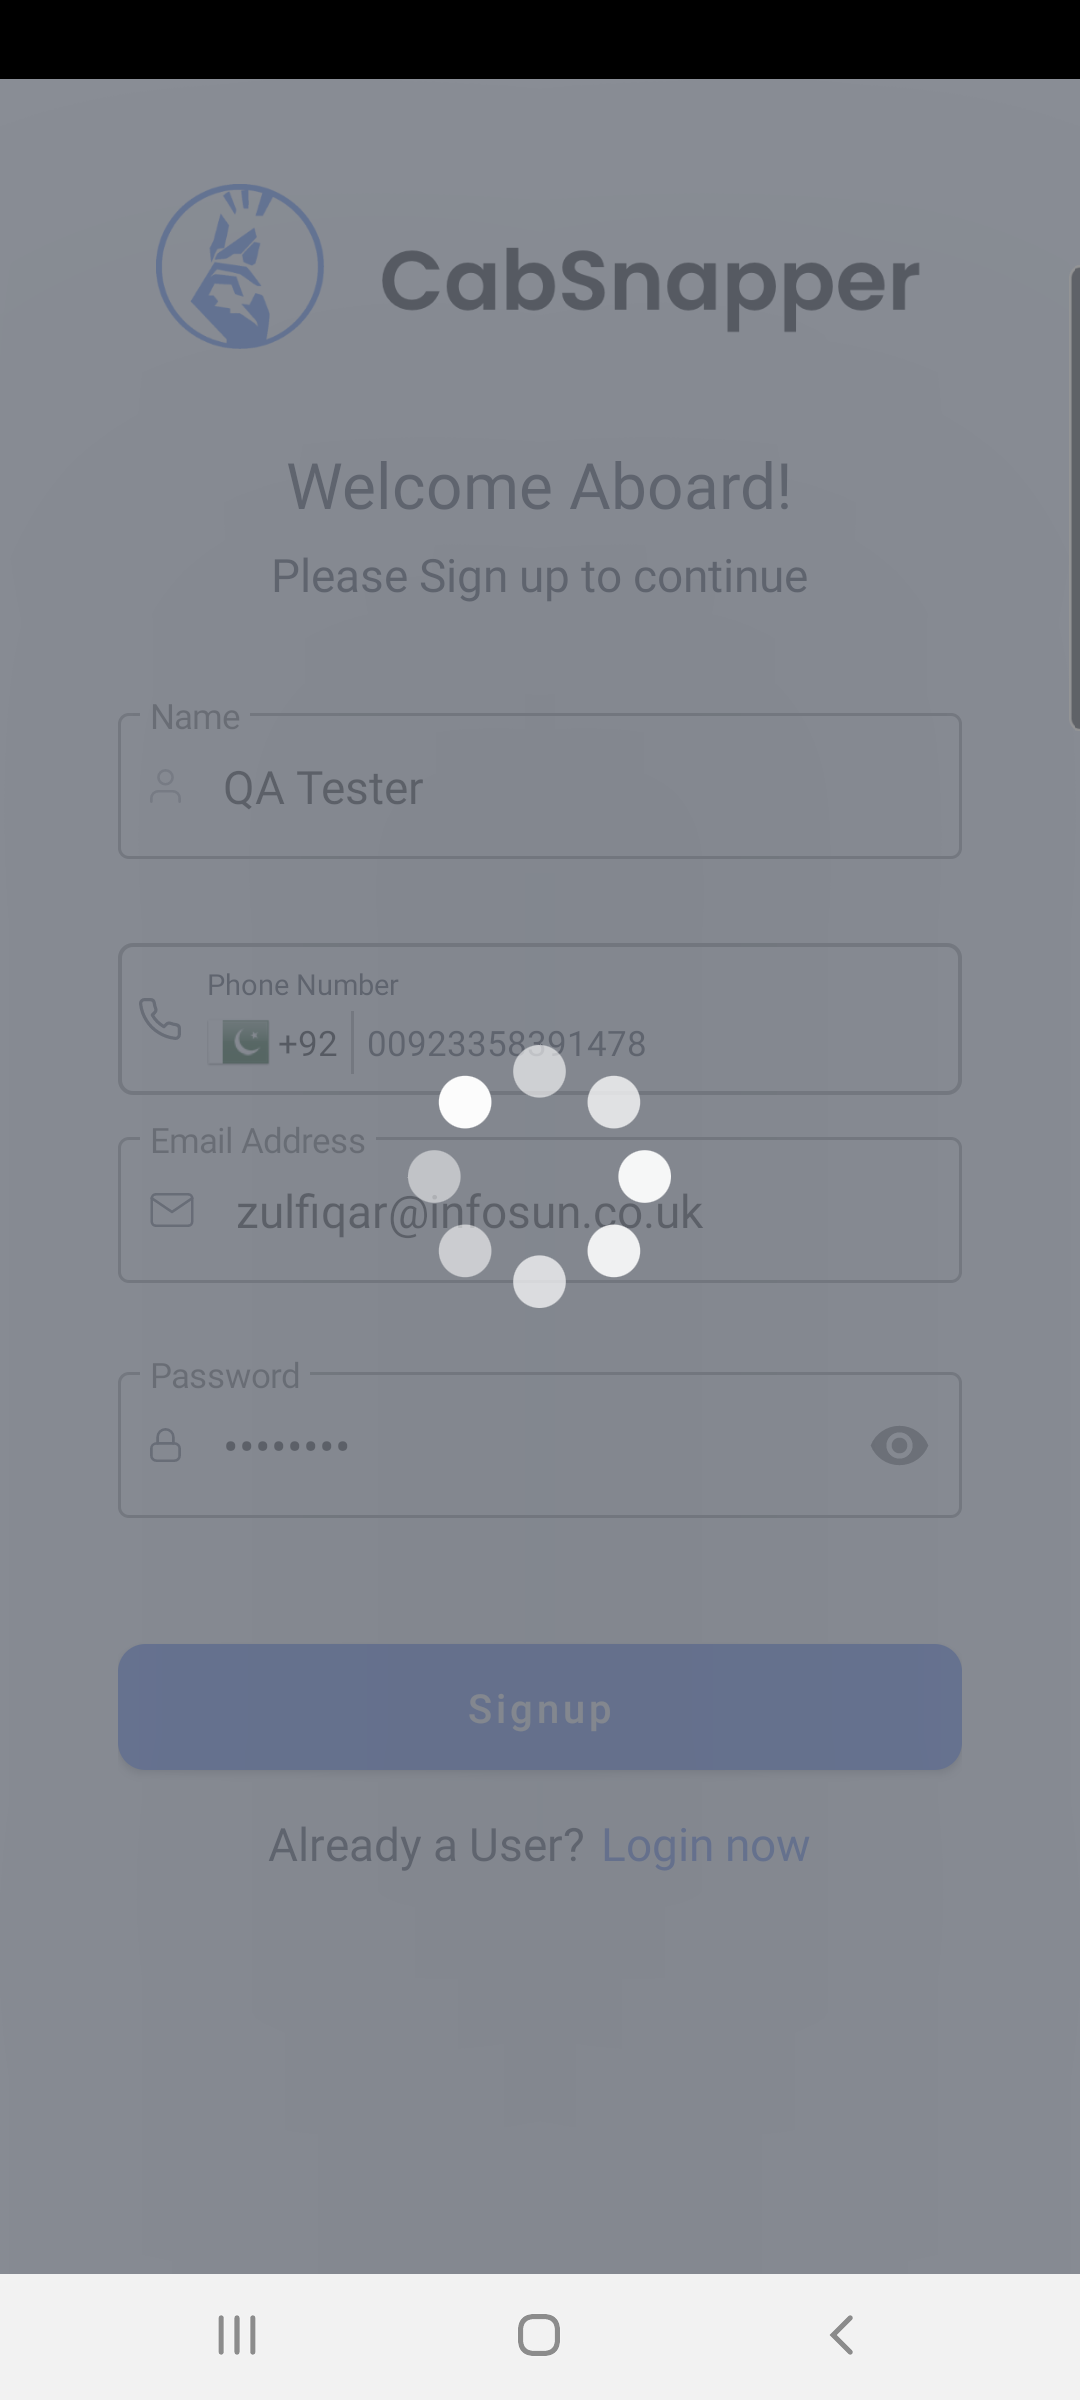 CabSnapper
Welcome Aboard!
Please Sign up to continue
Name
QA Tester
Phone Number
+92 00923358391478
Email Address
zulfiqar@infosun.co.uk
Password
••••••••
Signup
Already a User? Login now